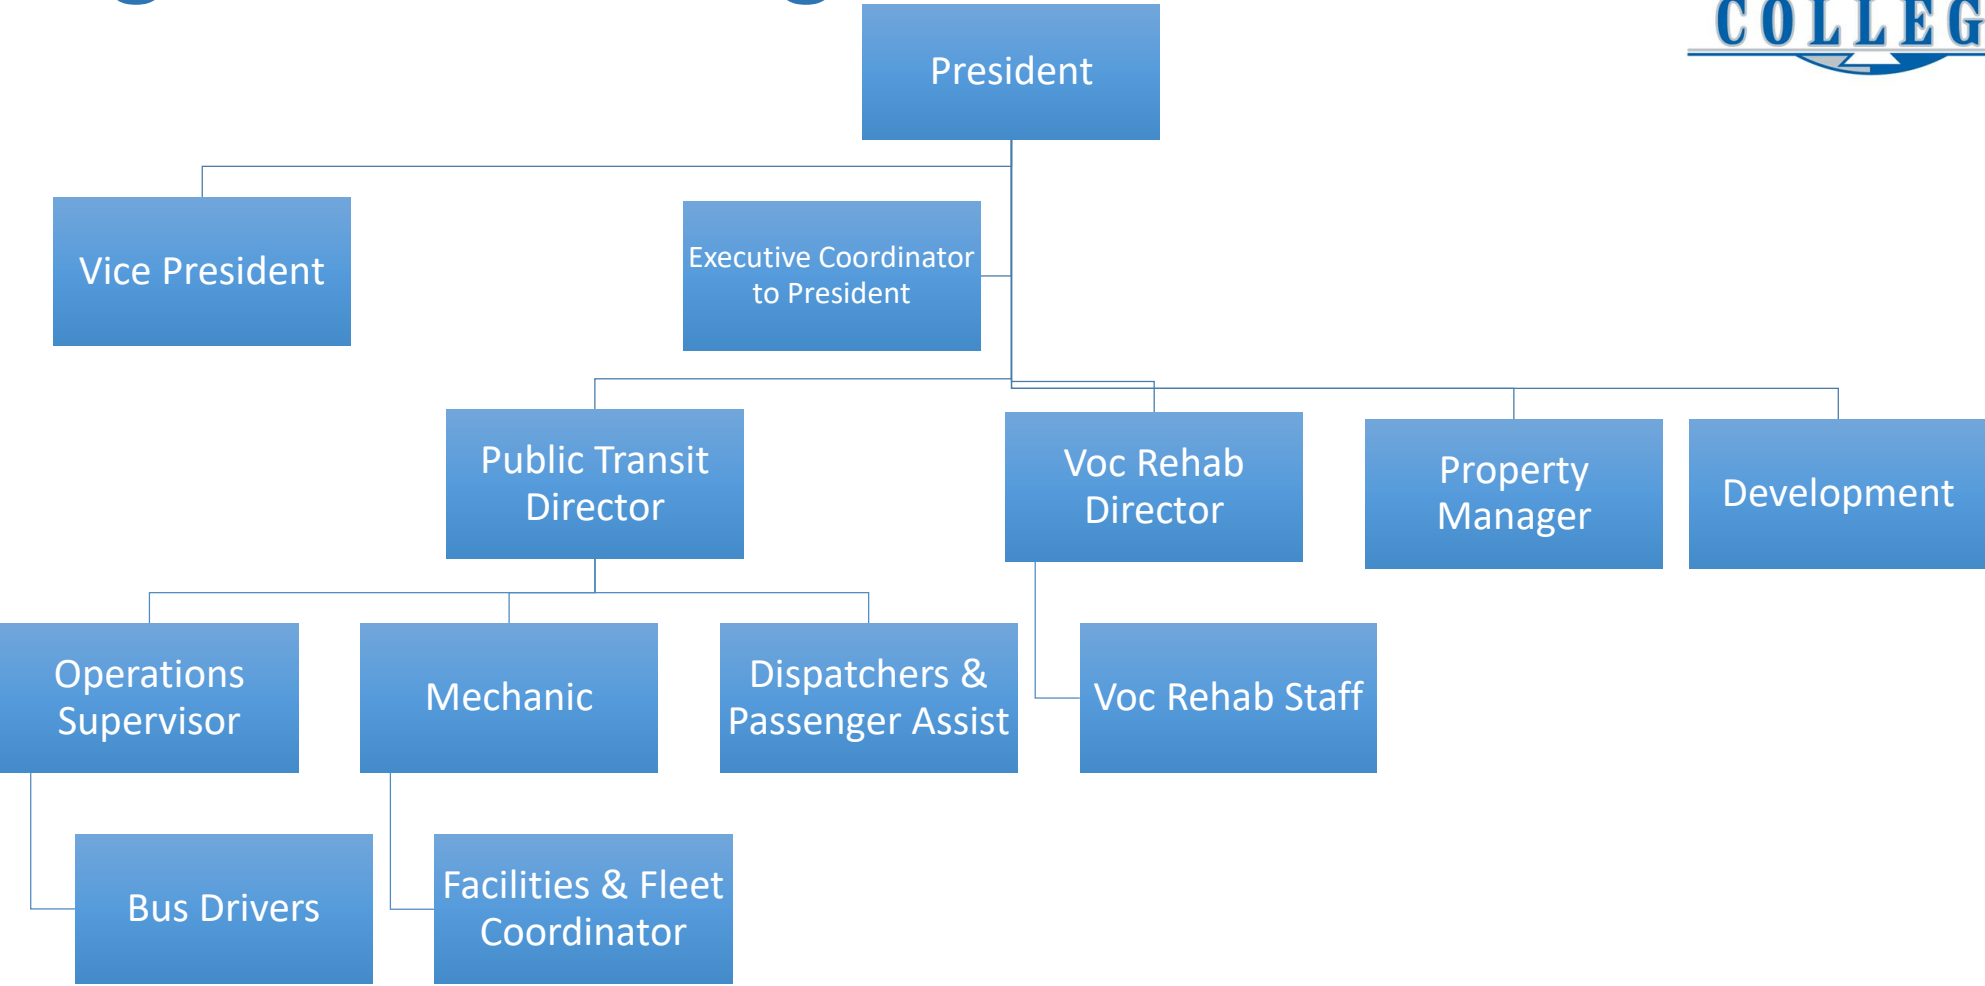 COLLEG
President
Vice President
Executive Coordinator
to President
Public Transit
Director
Voc Rehab
Director
Property
Manager
Development
Operations
Supervisor
Mechanic
Dispatchers &
Passenger Assist
Voc Rehab Staff
Bus Drivers
Facilities & Fleet
Coordinator